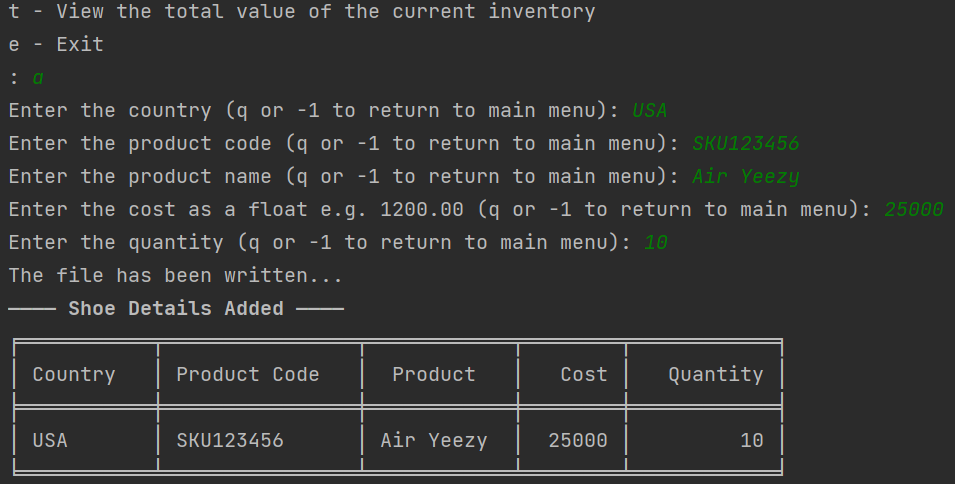 t - View the total value of the current inventory
e - Exit
: a
Enter the country (q or -1 to return to main menu): USA
Enter the product code (q or -1 to return to main menu): SKU123456
Enter the product name (q or -1 to return to main menu): Air Yeezy
Enter the cost as a float e.g. 1200.00 (q or -1 to return to main menu): 25000
Enter the quantity (q or -1 to return to main menu): 10
The file has been written...
──── Shoe Details Added ────
Country Product Code Product Cost Quantity
USA SKU123456 Air Yeezy 25000 10